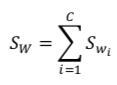 $$S_W = \sum_{i=1}^{C} S_{w_i}$$